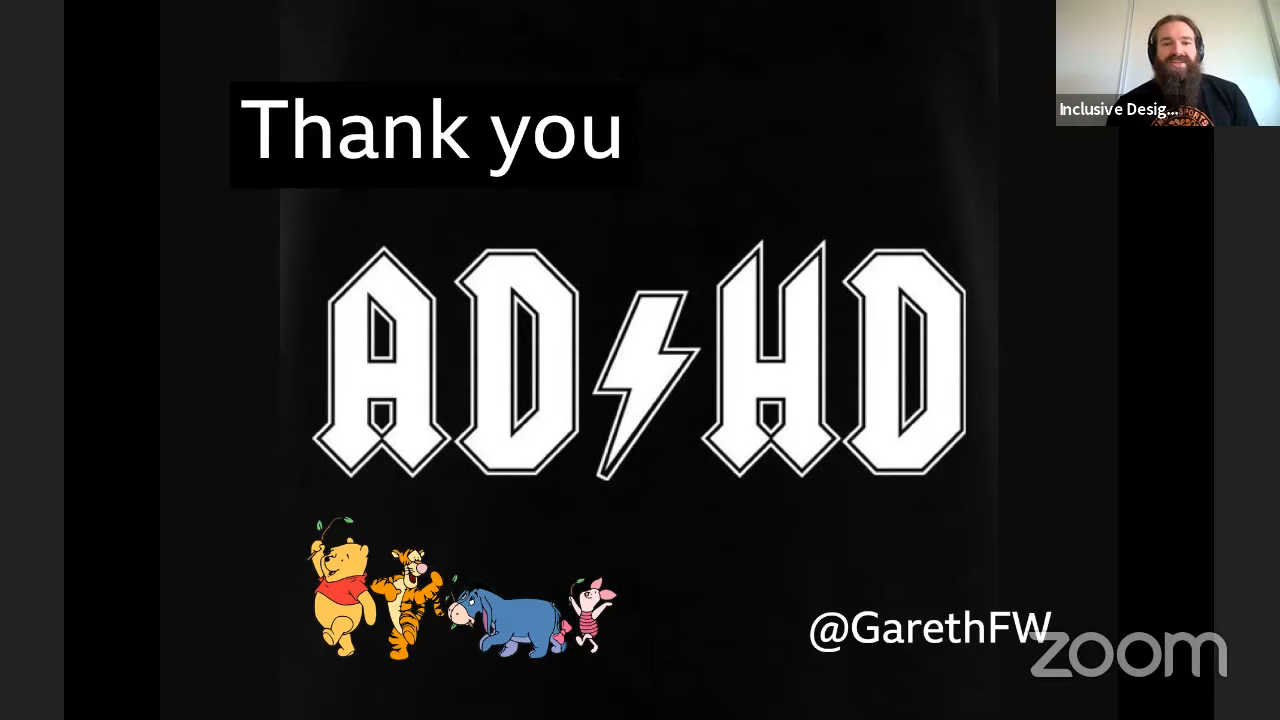 Thank you
Inclusive Desig...
AD⚡HD
@GarethFW
zoom